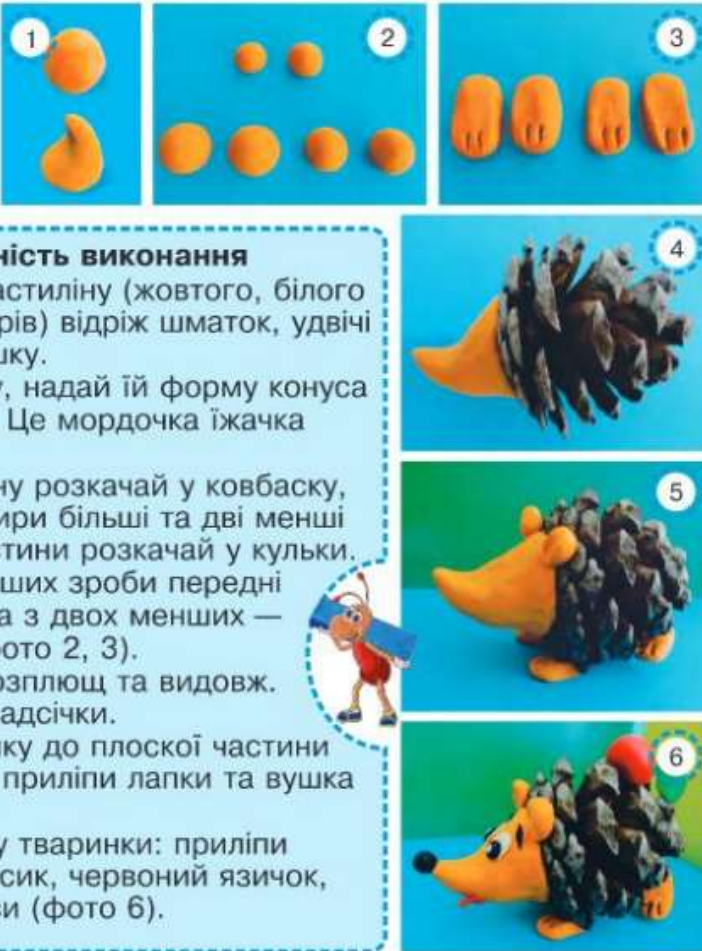 1
2
3
ність виконання
астиліну (жовтого, білого
рів) відріж шматок, удвічі
шку.
у, надай їй форму конуса
Це мордочка їжачка
ну розкачай у ковбаску,
ири більші та дві менші
стини розкачай у кульки.
ших зроби передні
а з двох менших —
ото 2, 3).
озплющ та видовж.
адсічки.
ку до плоскої частини
приліпи лапки та вушка
у тваринки: приліпи
сик, червоний язичок,
ви (фото 6).
4
5
6